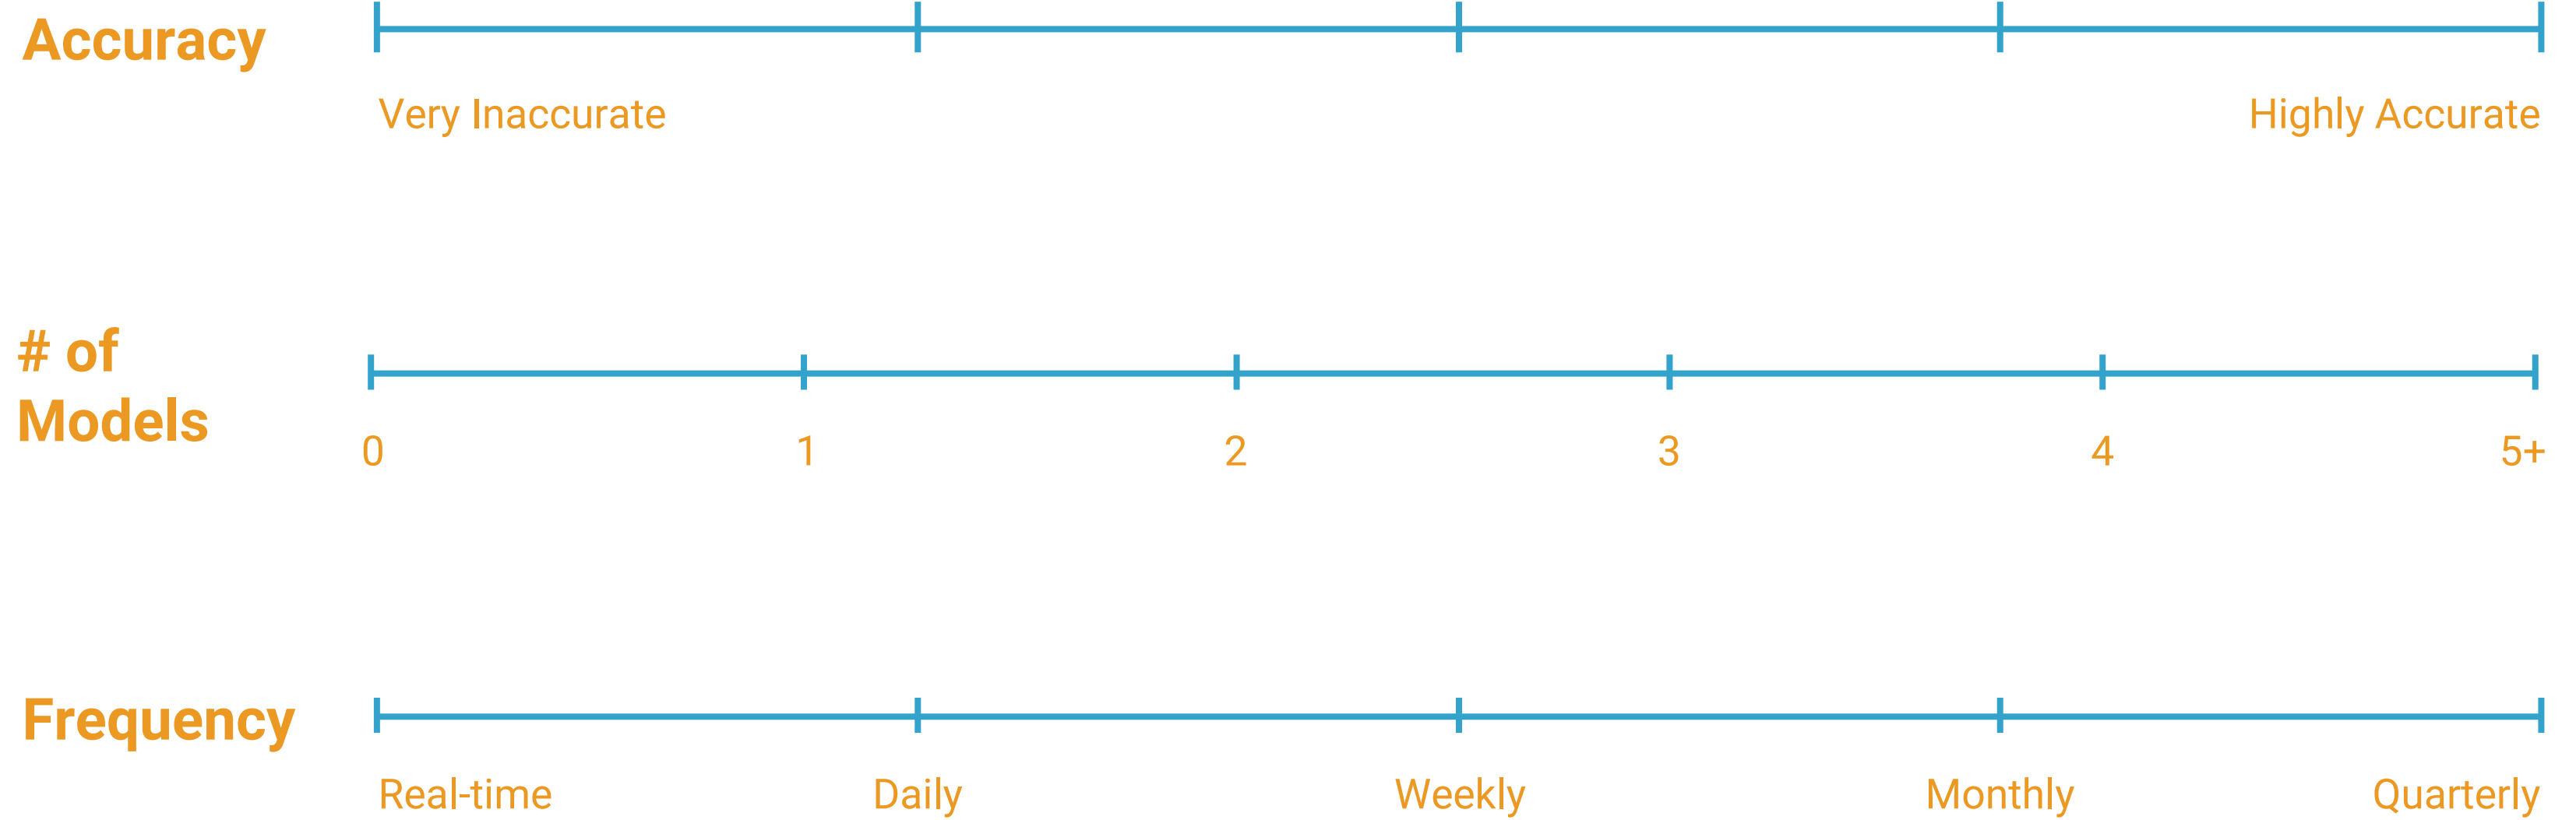 Accuracy
Very Inaccurate Highly Accurate
# of
Models
0 1 2 3 4 5+
Frequency
Real-time Daily Weekly Monthly Quarterly